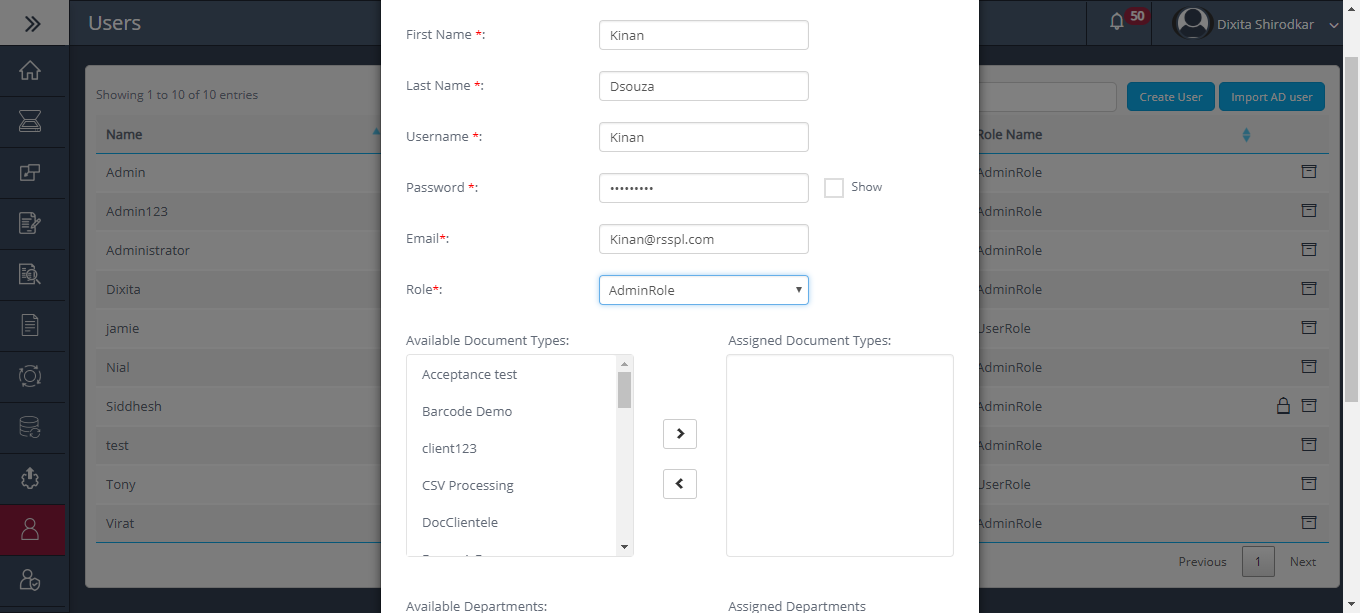 Users
50
Dixita Shirodkar
Showing 1 to 10 of 10 entries
Create User
Import AD user
Name
Role Name
Admin
AdminRole
Admin123
AdminRole
Administrator
AdminRole
Dixita
AdminRole
jamie
UserRole
Nial
AdminRole
Siddhesh
AdminRole
test
AdminRole
Tony
UserRole
Virat
AdminRole
Previous 1 Next
First Name *:
Kinan
Last Name *:
Dsouza
Username *:
Kinan
Password *:
•••••••••
Show
Email*:
Kinan@rsspl.com
Role*:
AdminRole
Available Document Types:
Assigned Document Types:
Acceptance test
Barcode Demo
client123
CSV Processing
DocClientele
Available Departments:
Assigned Departments